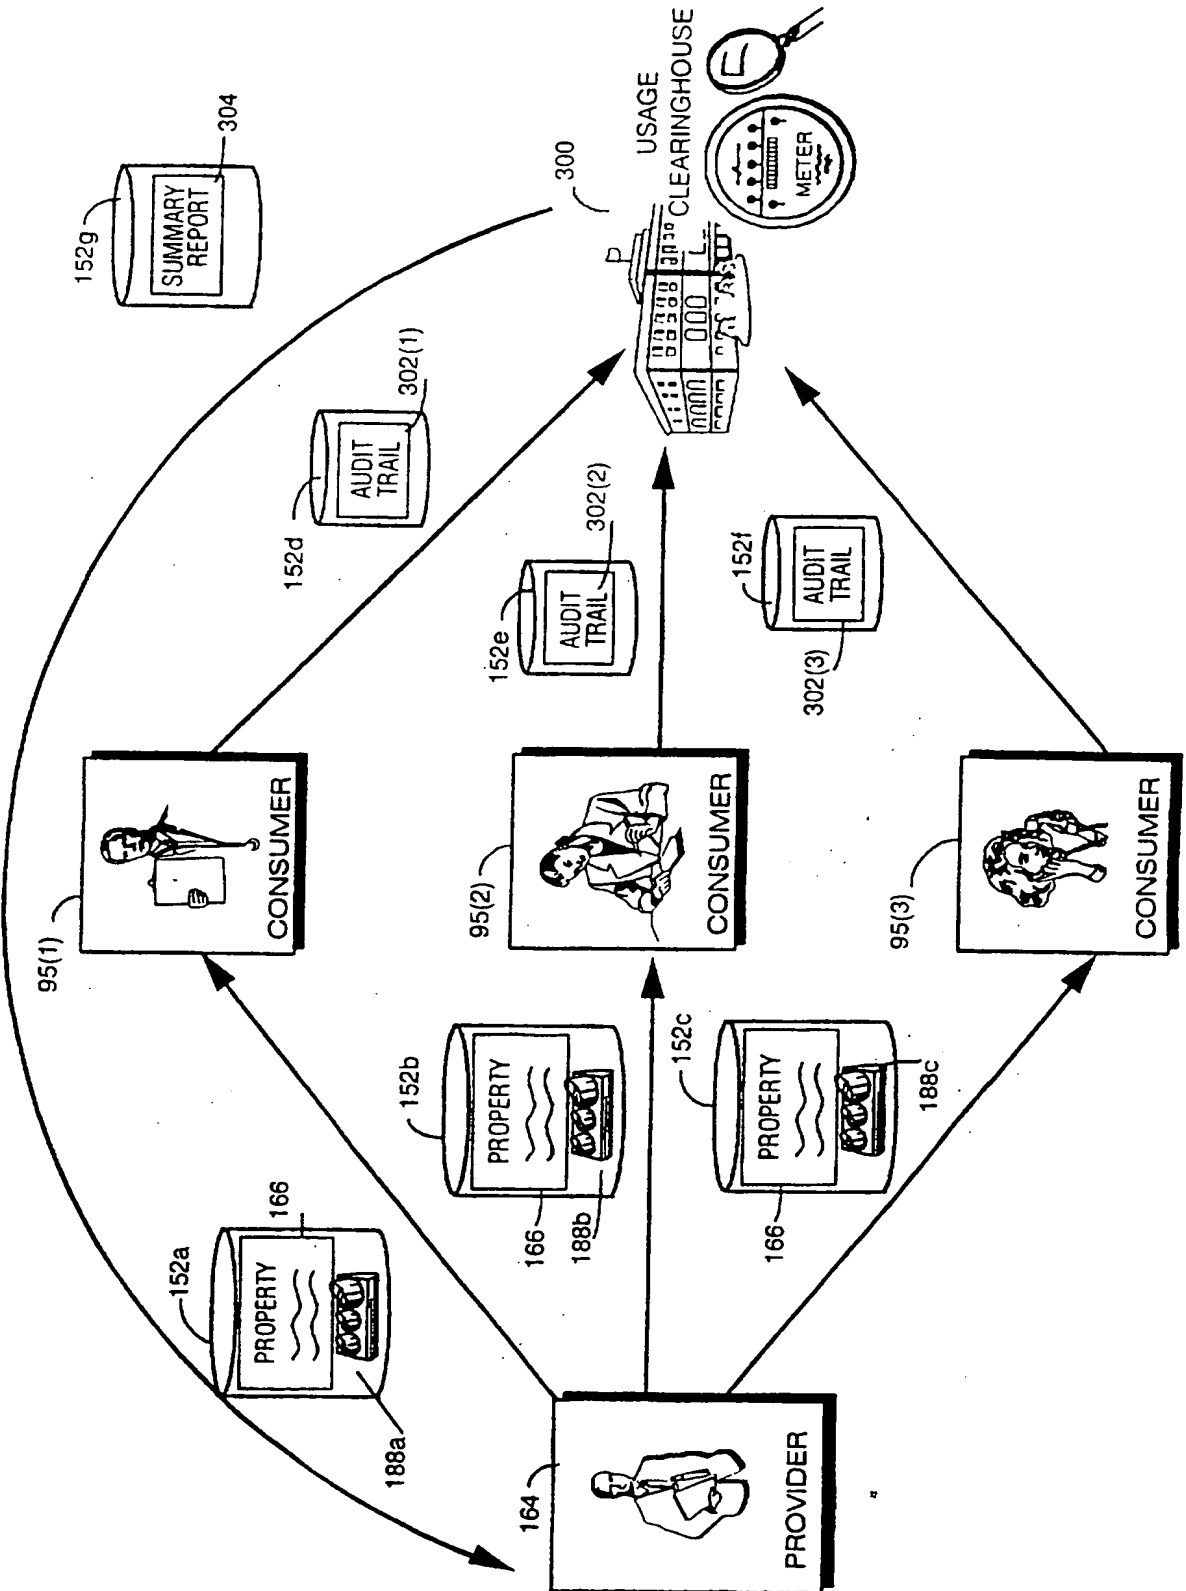 152g
SUMMARY
REPORT
304
300
USAGE
CLEARINGHOUSE
METER
152d
AUDIT
TRAIL
302(1)
152e
AUDIT
TRAIL
302(2)
152f
AUDIT
TRAIL
302(3)
95(1)
CONSUMER
95(2)
CONSUMER
95(3)
CONSUMER
152a
PROPERTY
166
188a
152b
PROPERTY
166
188b
152c
PROPERTY
166
188c
164
PROVIDER